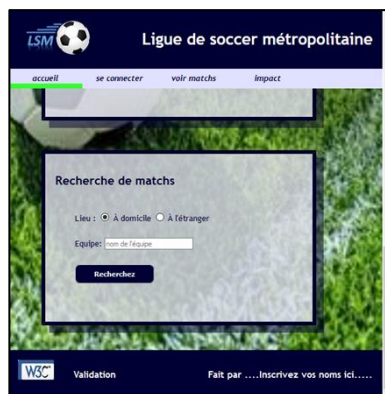 LSM
Ligue de soccer métropolitaine
accueil se connecter voir matchs impact
Recherche de matchs
Lieu : À domicile À l'étranger
Equipe: nom de l'équipe
Recherchez
W3C Validation Fait par ....Inscrivez vos noms ici.....